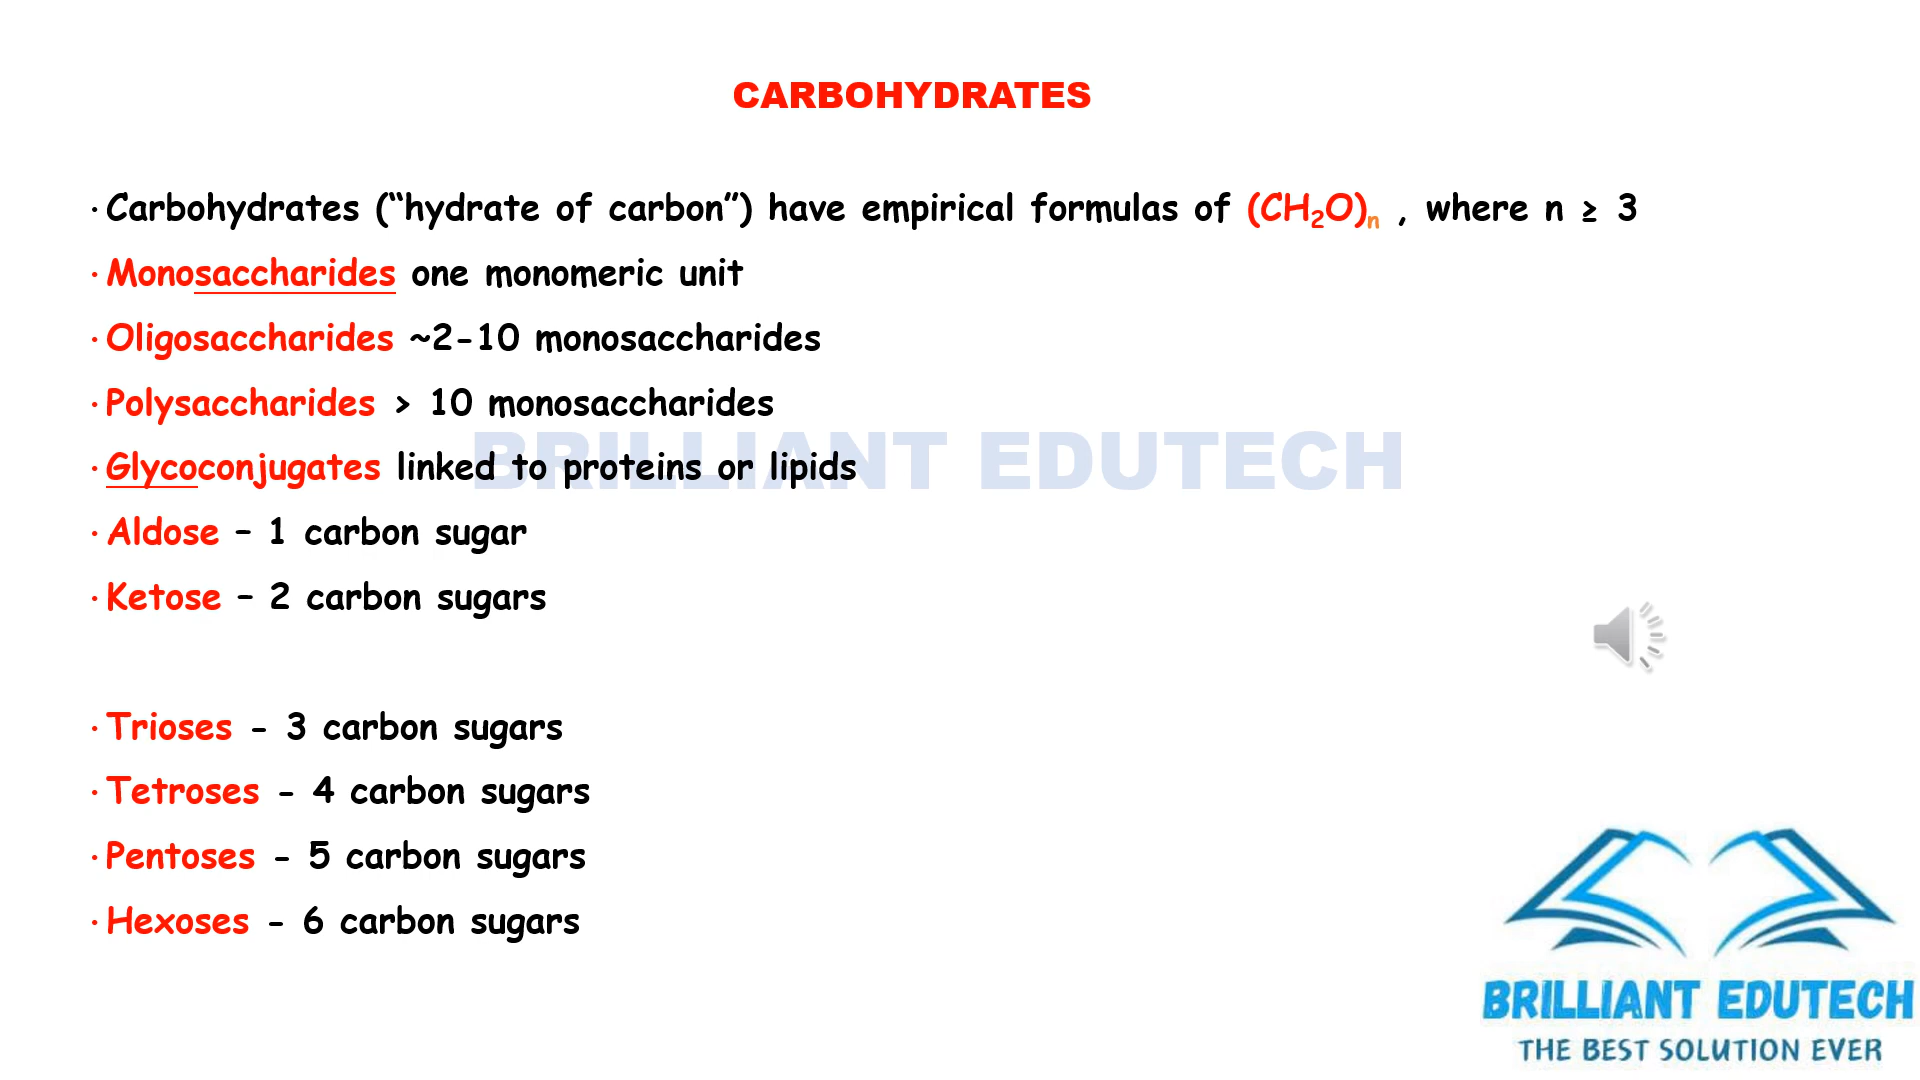 CARBOHYDRATES
· Carbohydrates (“hydrate of carbon”) have empirical formulas of (CH₂O)ₙ , where n ≥ 3
· Monosaccharides one monomeric unit
· Oligosaccharides ~2-10 monosaccharides
· Polysaccharides > 10 monosaccharides
BRILLIANT EDUTECH
· Glycoconjugates linked to proteins or lipids
· Aldose – 1 carbon sugar
· Ketose – 2 carbon sugars
· Trioses - 3 carbon sugars
· Tetroses - 4 carbon sugars
· Pentoses - 5 carbon sugars
· Hexoses - 6 carbon sugars
BRILLIANT EDUTECH
THE BEST SOLUTION EVER